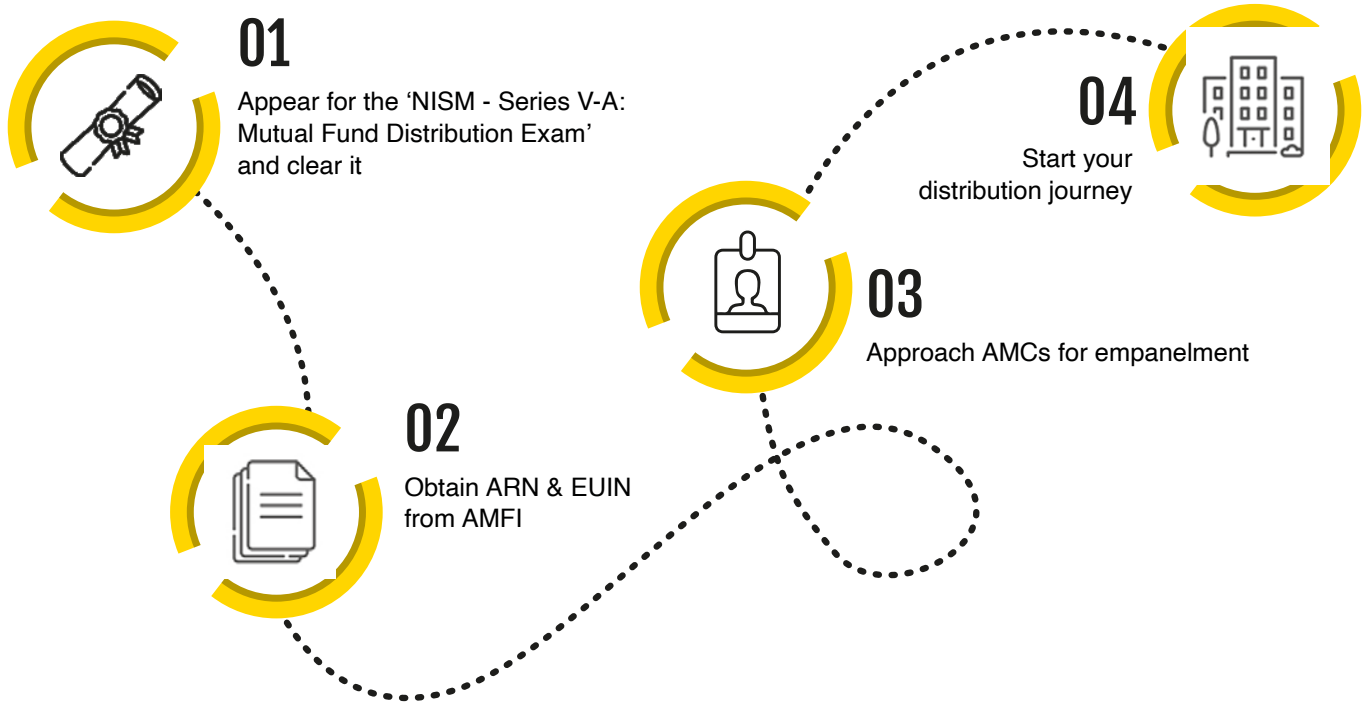 01
Appear for the ‘NISM - Series V-A:
Mutual Fund Distribution Exam’
and clear it
02
Obtain ARN & EUIN
from AMFI
03
Approach AMCs for empanelment
04
Start your
distribution journey